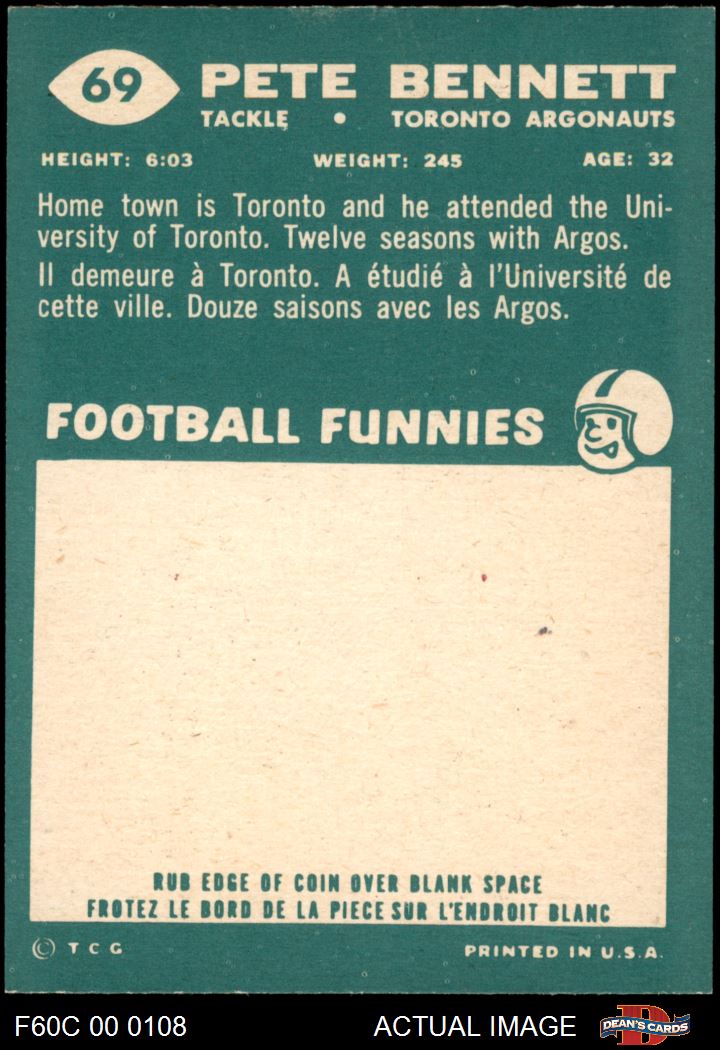 69
PETE BENNETT
TACKLE • TORONTO ARGONAUTS
HEIGHT: 6:03 WEIGHT: 245 AGE: 32
Home town is Toronto and he attended the Uni-
versity of Toronto. Twelve seasons with Argos.
Il demeure à Toronto. A étudié à l'Université de
cette ville. Douze saisons avec les Argos.
FOOTBALL FUNNIES
RUB EDGE OF COIN OVER BLANK SPACE
FROTEZ LE BORD DE LA PIECE SUR L'ENDROIT BLANC
© T C G PRINTED IN U.S.A.
F60C 00 0108 ACTUAL IMAGE D DEAN'S CARDS